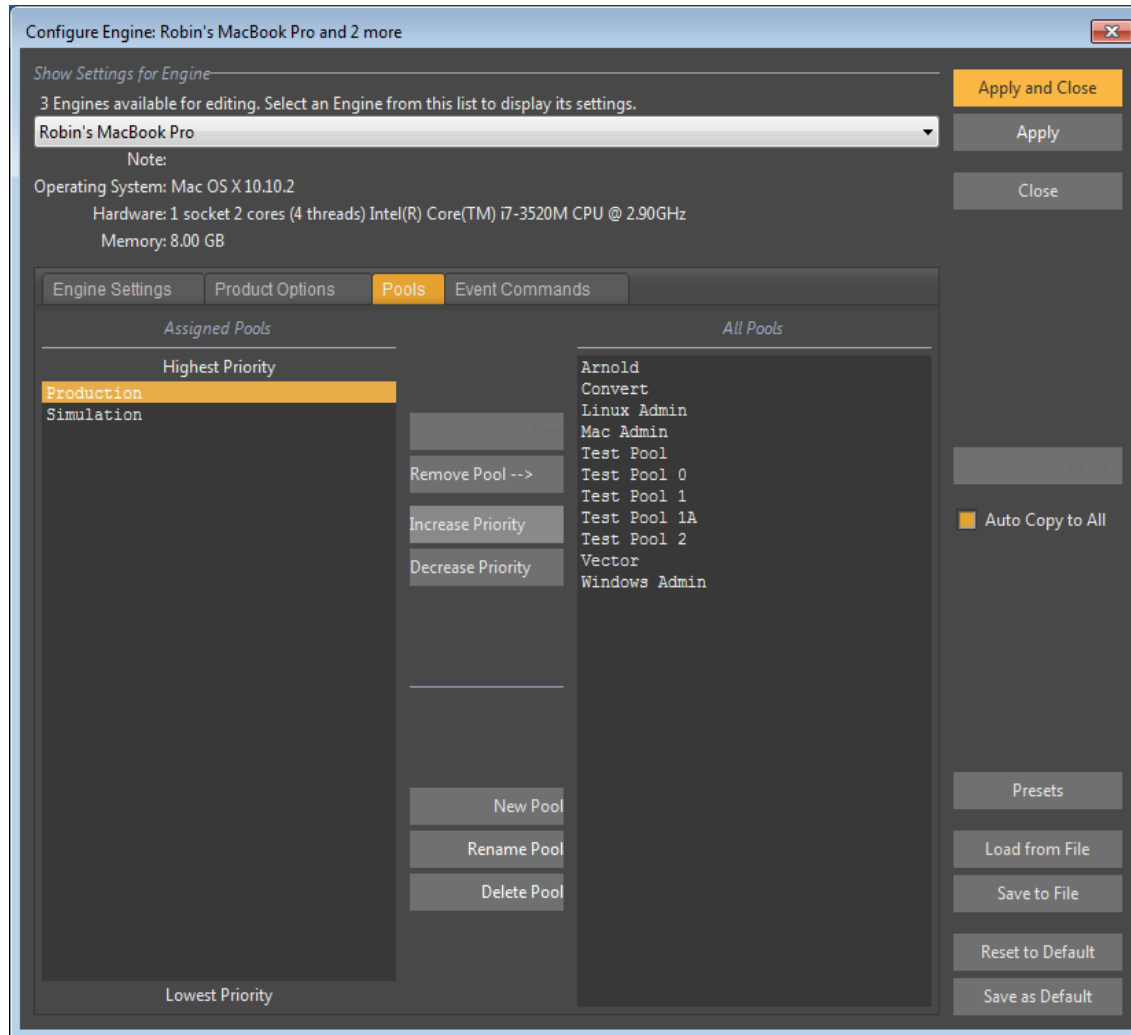 Configure Engine: Robin's MacBook Pro and 2 more
Show Settings for Engine
3 Engines available for editing. Select an Engine from this list to display its settings.
Robin's MacBook Pro
Note:
Operating System: Mac OS X 10.10.2
Hardware: 1 socket 2 cores (4 threads) Intel(R) Core(TM) i7-3520M CPU @ 2.90GHz
Memory: 8.00 GB
Apply and Close
Apply
Close
Engine Settings
Product Options
Pools
Event Commands
Assigned Pools
Highest Priority
Production
Simulation
Lowest Priority
<-- Add Pool
Remove Pool -->
Increase Priority
Decrease Priority
New Pool
Rename Pool
Delete Pool
All Pools
Arnold
Convert
Linux Admin
Mac Admin
Test Pool
Test Pool 0
Test Pool 1
Test Pool 1A
Test Pool 2
Vector
Windows Admin
Copy Current to All
Auto Copy to All
Presets
Load from File
Save to File
Reset to Default
Save as Default